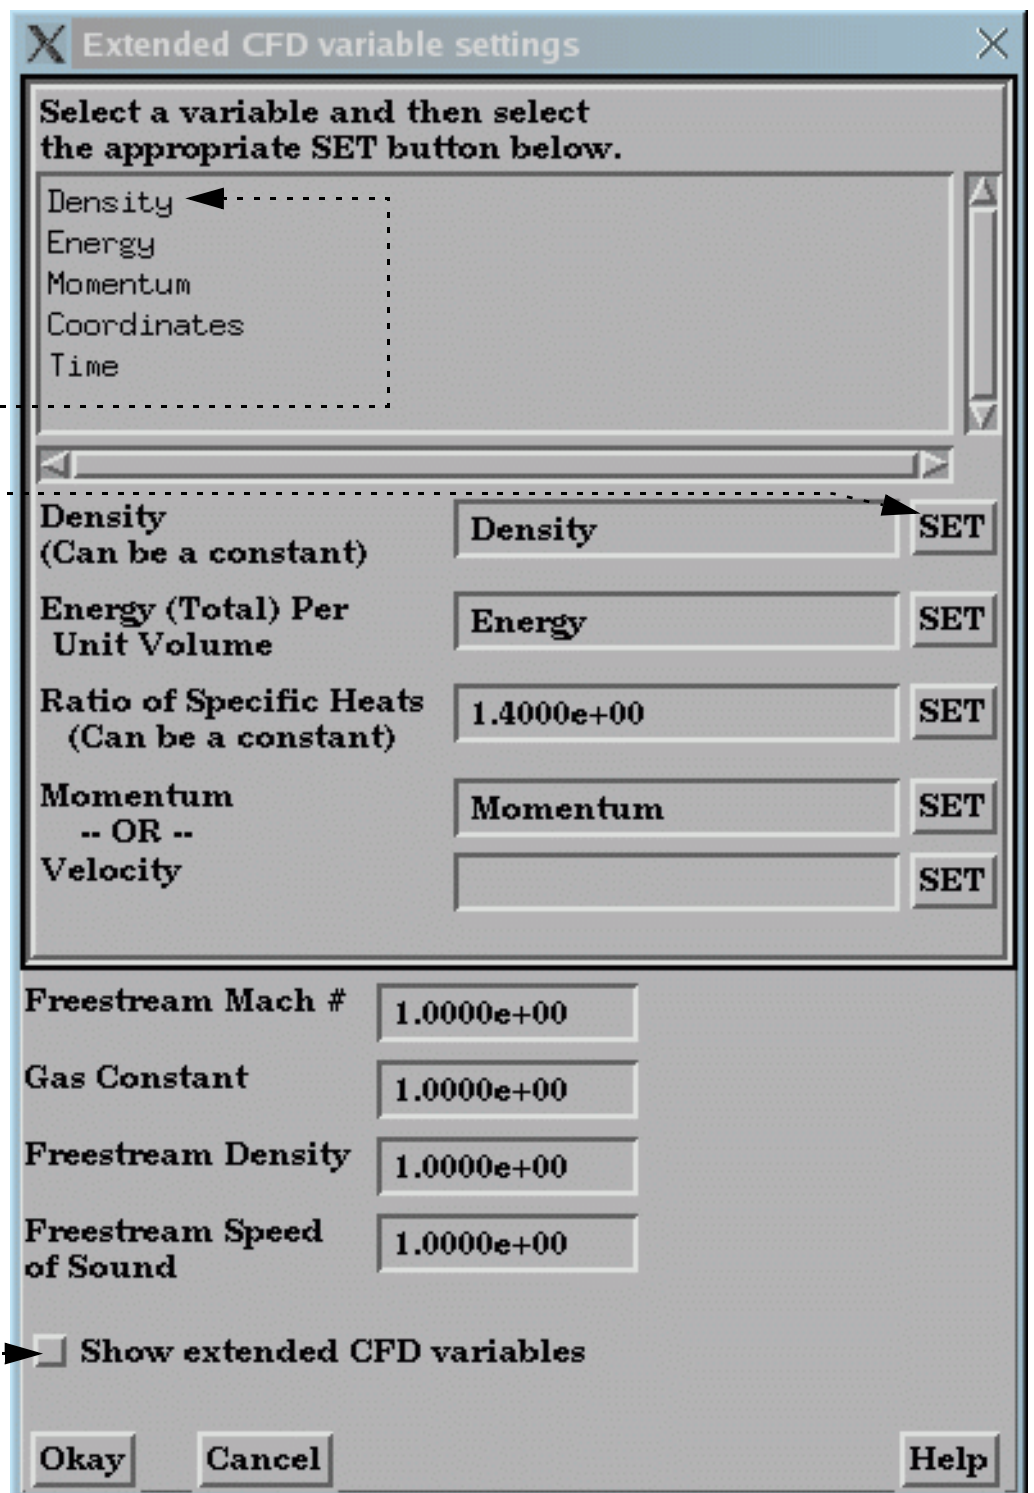 Extended CFD variable settings
Select a variable and then select
the appropriate SET button below.
Density
Energy
Momentum
Coordinates
Time
Density
(Can be a constant)
Density
SET
Energy (Total) Per
Unit Volume
Energy
SET
Ratio of Specific Heats
(Can be a constant)
1.4000e+00
SET
Momentum
-- OR --
Momentum
SET
Velocity
SET
Freestream Mach #
1.0000e+00
Gas Constant
1.0000e+00
Freestream Density
1.0000e+00
Freestream Speed
of Sound
1.0000e+00
Show extended CFD variables
Okay
Cancel
Help